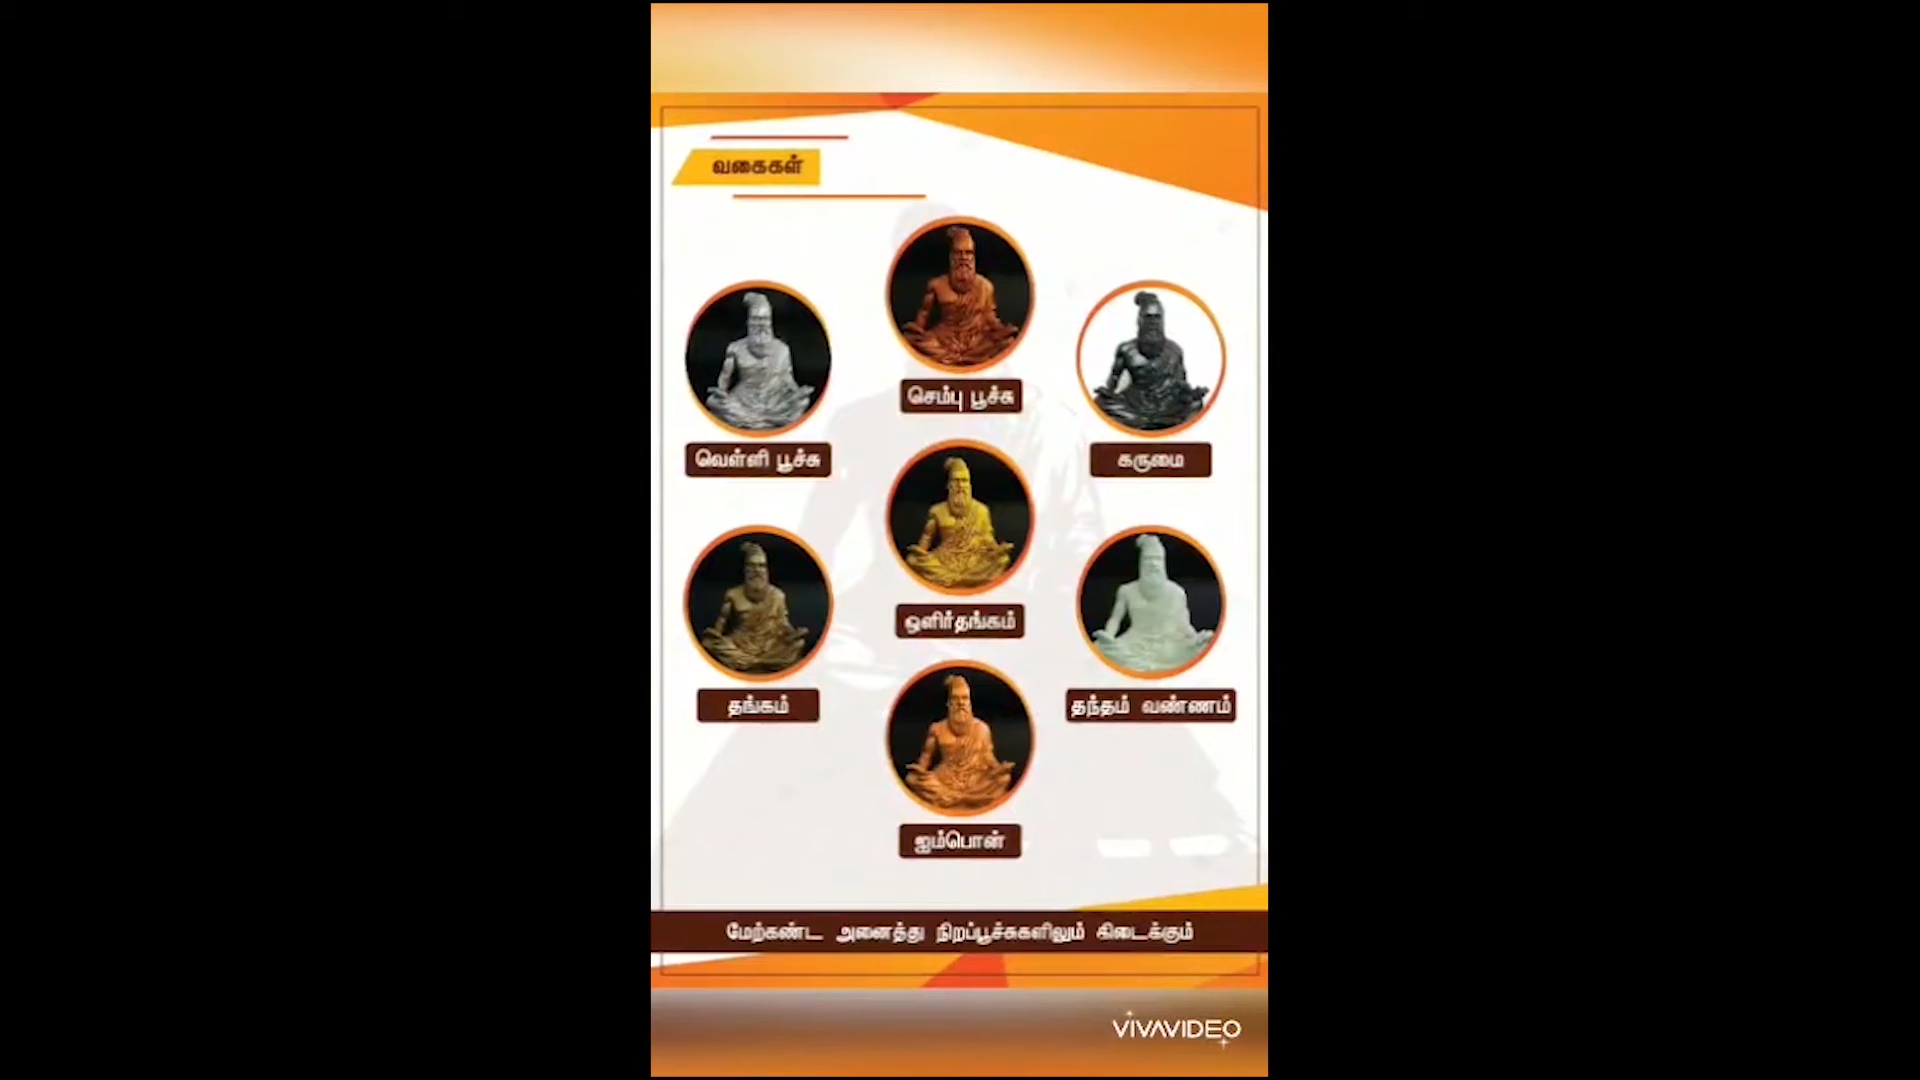 வகைகள்
செம்பு பூச்சு
வெள்ளி பூச்சு
கருமை
ஒளிர்தங்கம்
தங்கம்
தந்தம் வண்ணம்
ஐம்பொன்
மேற்கண்ட அனைத்து நிறப்பூச்சுகளிலும் கிடைக்கும்
VIVAVIDEO